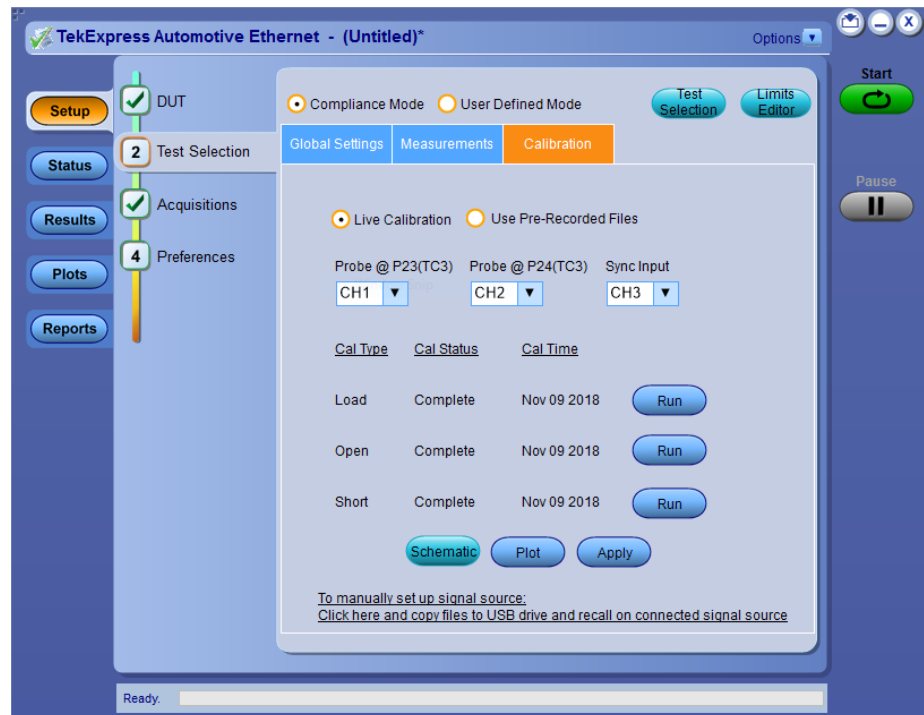 TekExpress Automotive Ethernet - (Untitled)*
Options
Start
Pause
Setup
Status
Results
Plots
Reports
DUT
2 Test Selection
Acquisitions
4 Preferences
Compliance Mode User Defined Mode
Test Selection
Limits Editor
Global Settings Measurements Calibration
Live Calibration Use Pre-Recorded Files
Probe @ P23(TC3) Probe @ P24(TC3) Sync Input
CH1 CH2 CH3
Cal Type Cal Status Cal Time
Load Complete Nov 09 2018 Run
Open Complete Nov 09 2018 Run
Short Complete Nov 09 2018 Run
Schematic Plot Apply
To manually set up signal source:
Click here and copy files to USB drive and recall on connected signal source
Ready.